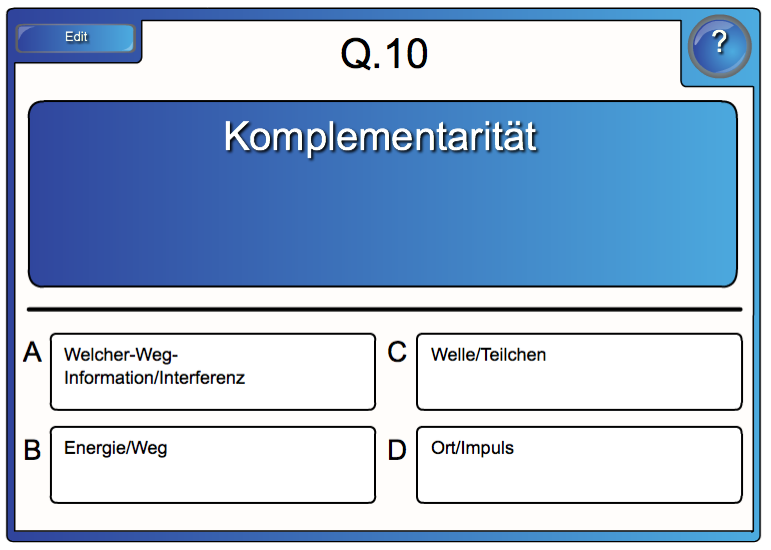 Edit
Q.10
?
Komplementarität
A
Welcher-Weg-
Information/Interferenz
B
Energie/Weg
C
Welle/Teilchen
D
Ort/Impuls